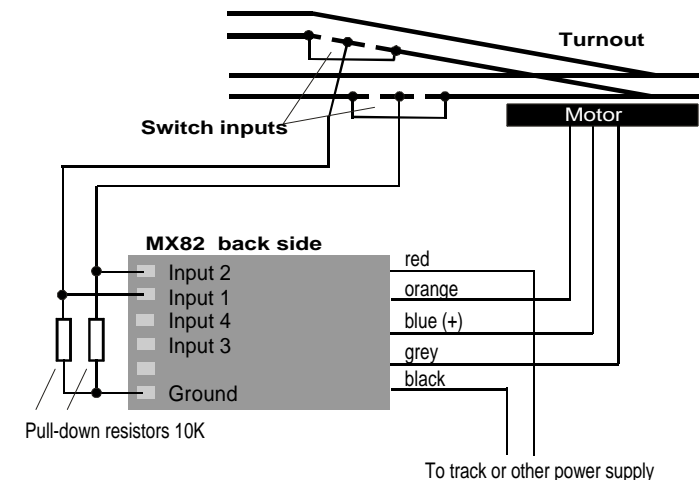 Turnout
Motor
Switch inputs
MX82 back side
Input 2
Input 1
Input 4
Input 3
Ground
red
orange
blue (+)
grey
black
Pull-down resistors 10K
To track or other power supply